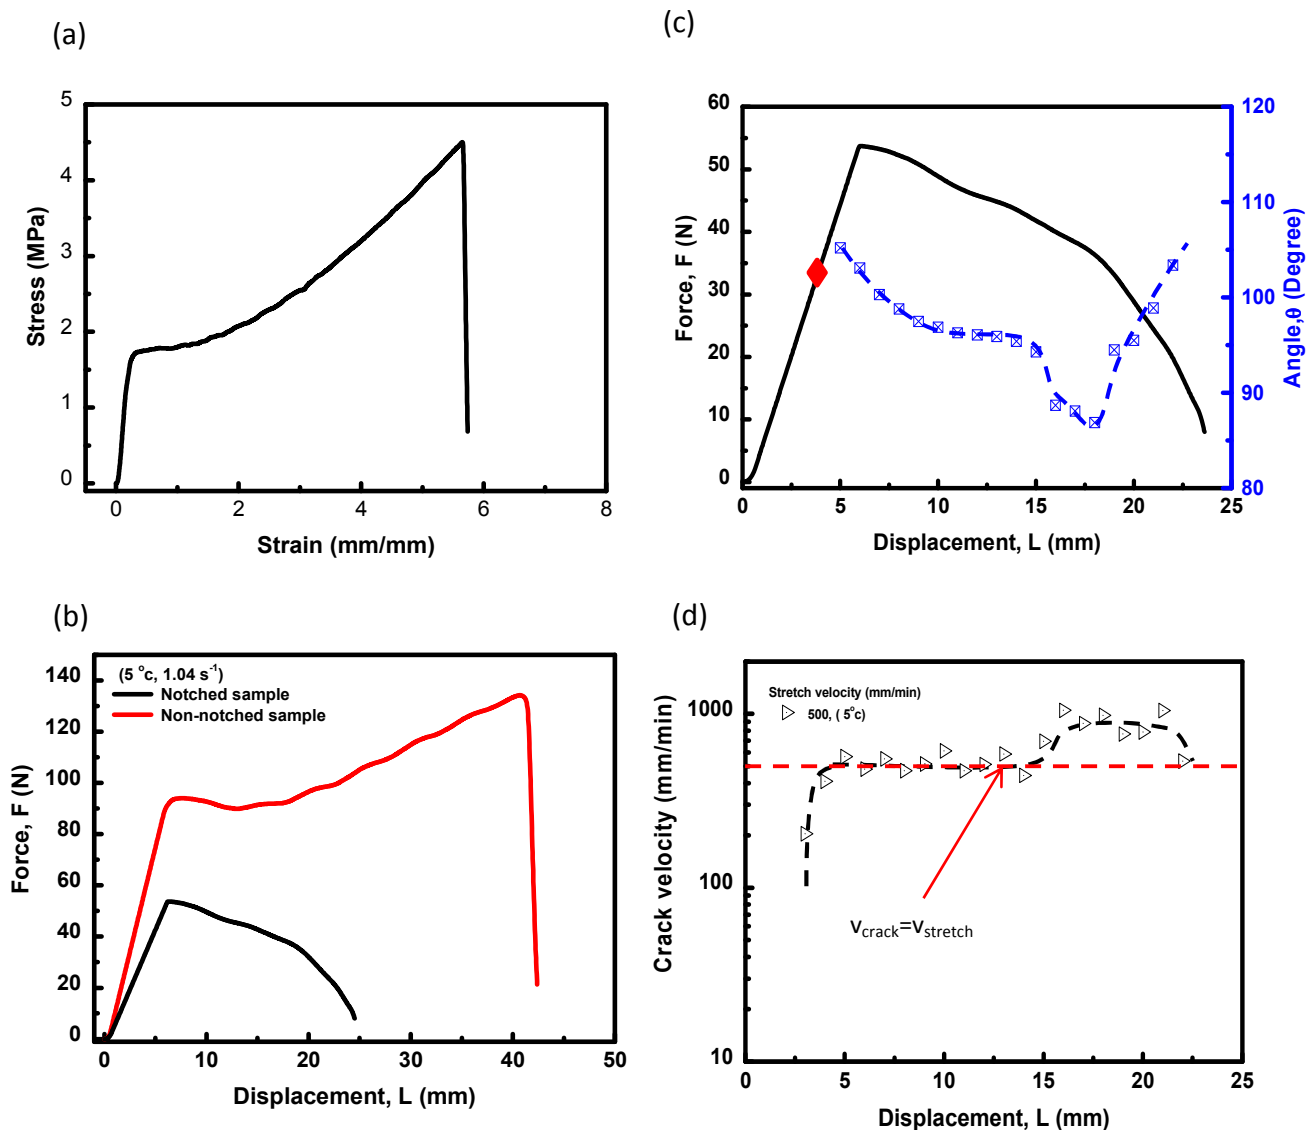 (a)
5
4
3
2
1
0
Stress (MPa)
0 2 4 6 8
Strain (mm/mm)
(c)
60
50
40
30
20
10
0
Force, F (N)
120
110
100
90
80
Angle,θ (Degree)
0 5 10 15 20 25
Displacement, L (mm)
(b)
(5 °c, 1.04 s⁻¹)
Notched sample
Non-notched sample
140
120
100
80
60
40
20
0
Force, F (N)
0 10 20 30 40 50
Displacement, L (mm)
(d)
Stretch velocity (mm/min)
500, ( 5°c)
1000
100
10
Crack velocity (mm/min)
vcrack=vstretch
0 5 10 15 20 25
Displacement, L (mm)